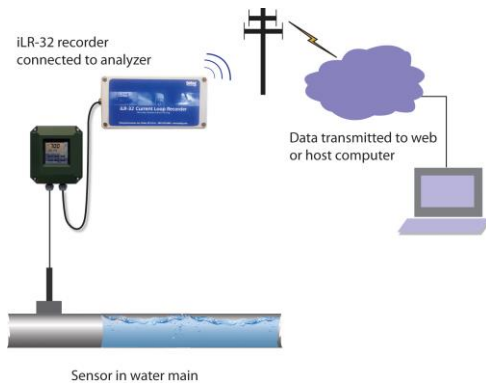 iLR-32 recorder
connected to analyzer
iLR-32 Current Loop Recorder
Data transmitted to web
or host computer
Sensor in water main